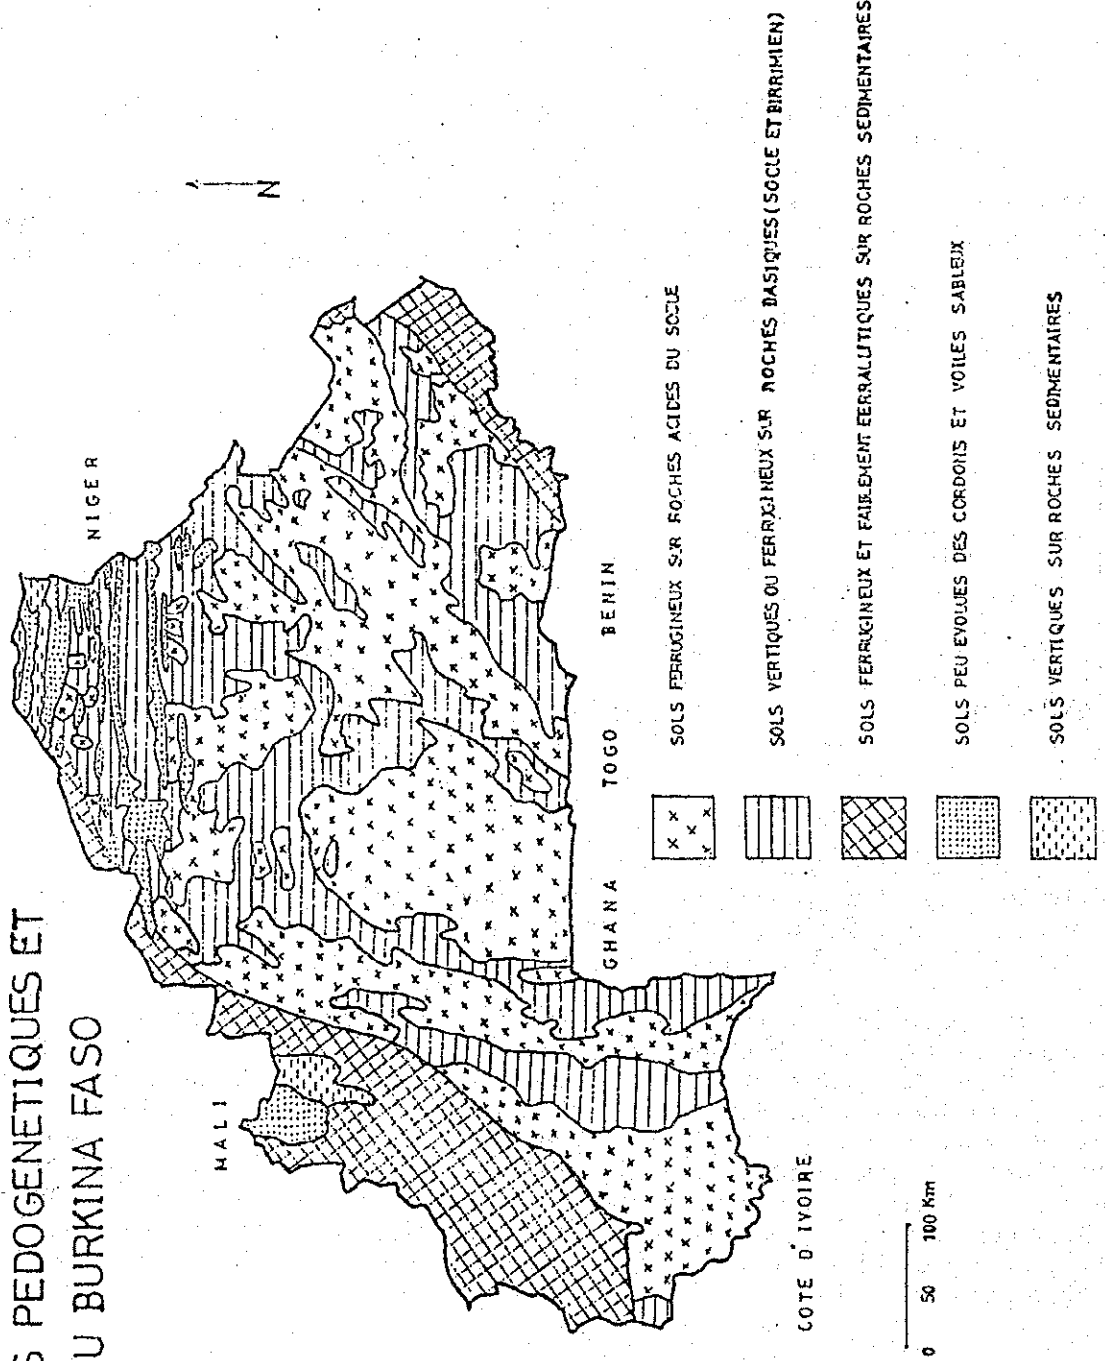 S PEDOGENETIQUES ET
U BURKINA FASO
N
NIGER
MALI
BENIN
TOGO
GHANA
COTE D'IVOIRE
SOLS FERRUGINEUX SUR ROCHES ACIDES DU SOCLE
SOLS VERTIQUES OU FERRUGINEUX SUR ROCHES BASIQUES (SOCLE ET BIRRIMIEN)
SOLS FERRUGINEUX ET FAIBLEMENT FERRALITIQUES SUR ROCHES SEDIMENTAIRES
SOLS PEU EVOLUES DES CORDONS ET VOILES SABLEUX
SOLS VERTIQUES SUR ROCHES SEDIMENTAIRES
0 50 100 Km